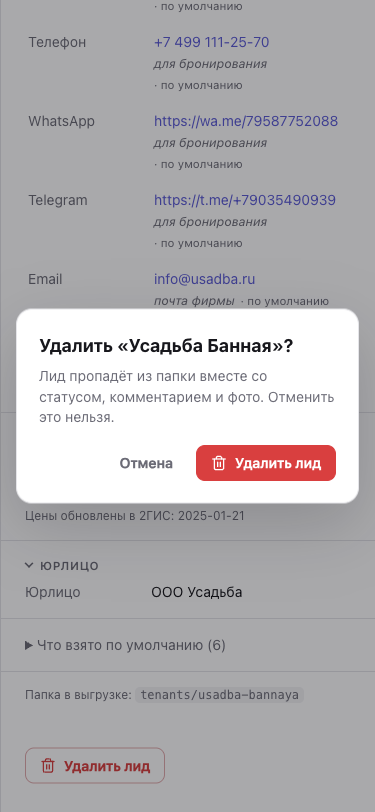 · по умолчанию
Телефон
+7 499 111-25-70
для бронирования
· по умолчанию
WhatsApp
https://wa.me/79587752088
для бронирования
· по умолчанию
Telegram
https://t.me/+79035490939
для бронирования
· по умолчанию
Email
info@usadba.ru
почта фирмы · по умолчанию
Удалить «Усадьба Банная»?
Лид пропадёт из папки вместе со
статусом, комментарием и фото. Отменить
это нельзя.
Отмена
Удалить лид
Цены обновлены в 2ГИС: 2025-01-21
ЮРЛИЦО
Юрлицо
ООО Усадьба
Что взято по умолчанию (6)
Папка в выгрузке: tenants/usadba-bannaya
Удалить лид